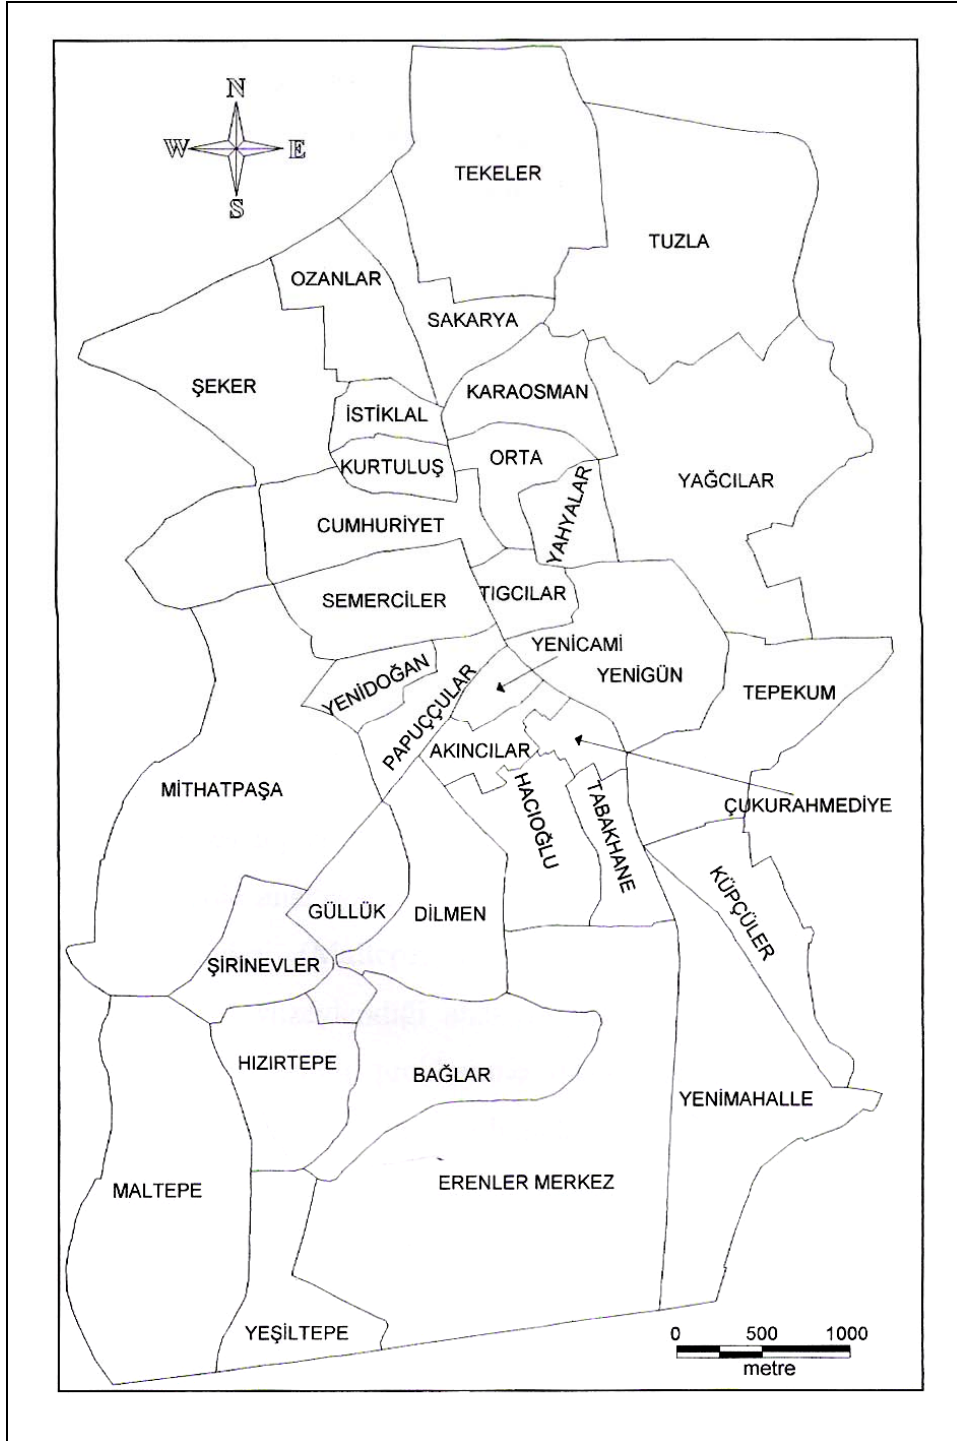 N
W E
S
TEKELER
TUZLA
OZANLAR
SAKARYA
ŞEKER
KARAOSMAN
İSTİKLAL
ORTA
KURTULUŞ
YAĞCILAR
YAHYALAR
CUMHURİYET
TIGCILAR
SEMERCİLER
YENİCAMİ
YENİGÜN
YENİDOĞAN
TEPEKUM
PAPUÇÇULAR
AKINCILAR
MİTHATPAŞA
ÇUKURAHMEDİYE
HACIOĞLU
TABAKHANE
KÜPÇÜLER
GÜLLÜK
DİLMEN
ŞİRİNEVLER
HIZIRTEPE
BAĞLAR
YENİMAHALLE
MALTEPE
ERENLER MERKEZ
YEŞİLTEPE
0 500 1000
metre